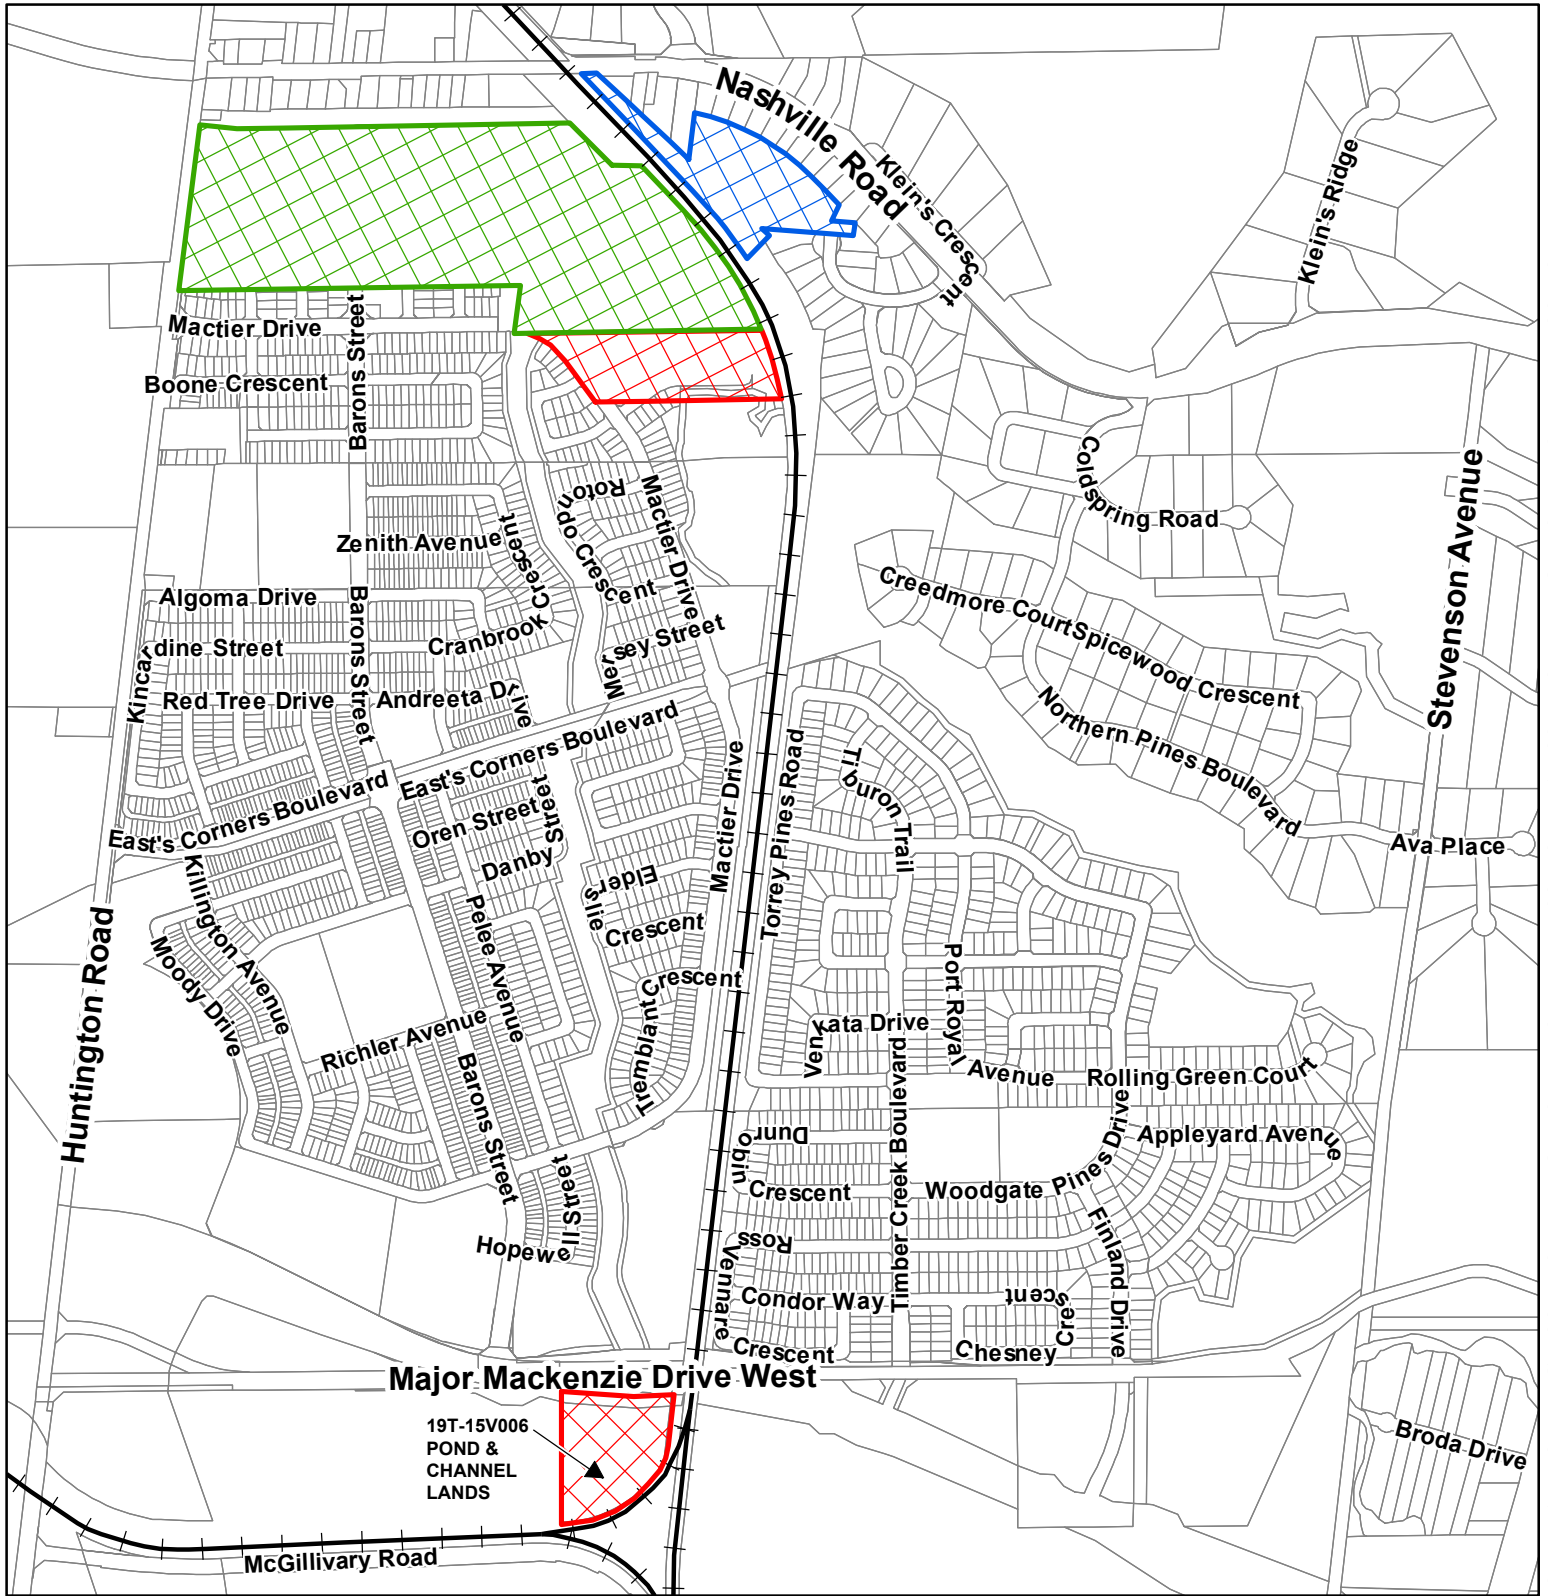 Nashville Road
Klein's Crescent
Klein's Ridge
Mactier Drive
Barons Street
Boone Crescent
Coldspring Road
Stevenson Avenue
Rotondo Crescent
Mactier Drive
Zenith Avenue
Cranbrook Crescent
Algoma Drive
Barons Street
Creedmore Court
Spicewood Crescent
Kincardine Street
Mersey Street
Red Tree Drive
Andreeta Drive
Northern Pines Boulevard
East's Corners Boulevard
East's Corners Boulevard
Mactier Drive
Torrey Pines Road
Tiburon Trail
Oren Street
Danby Street
Ava Place
Elderslie Crescent
Killington Avenue
Moody Drive
Pelee Avenue
Huntington Road
Tremblant Crescent
Port Royal Avenue
Venkata Drive
Richler Avenue
Barons Street
Timber Creek Boulevard
Rolling Green Court
Dunrobin Crescent
Appleyard Avenue
Woodgate Pines Drive
Hopewell Street
Ross Vennare Crescent
Finland Drive
Condor Way
Chesney Crescent
Major Mackenzie Drive West
19T-15V006
POND &
CHANNEL
LANDS
Broda Drive
McGillivary Road